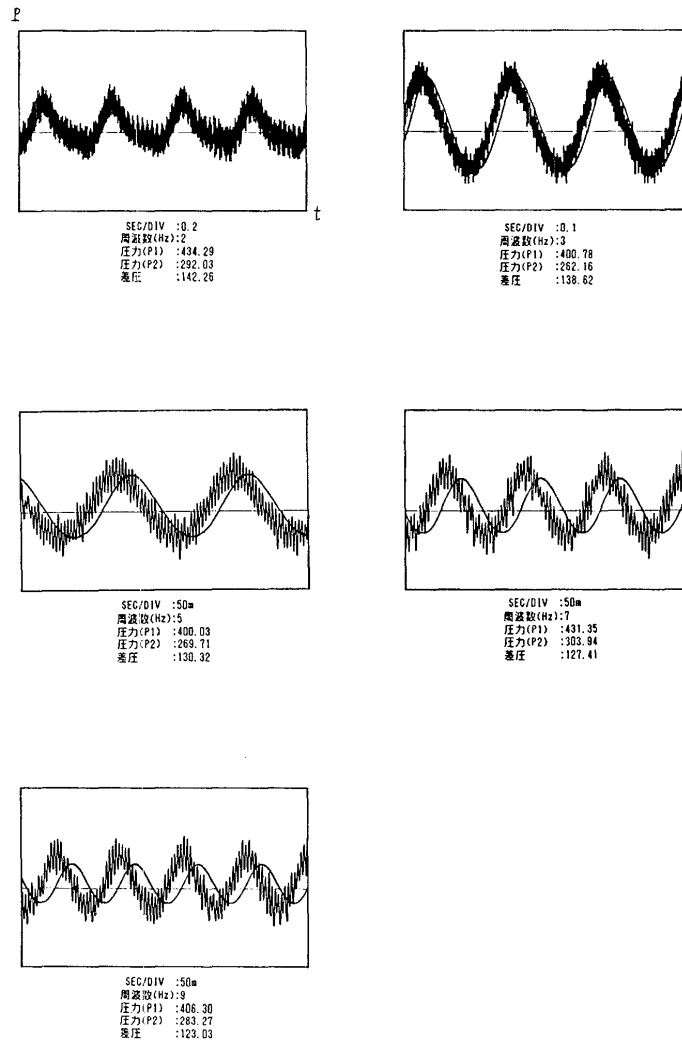 P
t
SEC/DIV :0.2
周波数(Hz):2
圧力(P1) :434.29
圧力(P2) :292.03
差圧 :142.26
SEC/DIV :0.1
周波数(Hz):3
圧力(P1) :400.78
圧力(P2) :262.16
差圧 :138.62
SEC/DIV :50m
周波数(Hz):5
圧力(P1) :400.03
圧力(P2) :269.71
差圧 :130.32
SEC/DIV :50m
周波数(Hz):7
圧力(P1) :431.35
圧力(P2) :303.94
差圧 :127.41
SEC/DIV :50m
周波数(Hz):9
圧力(P1) :406.30
圧力(P2) :283.27
差圧 :123.03